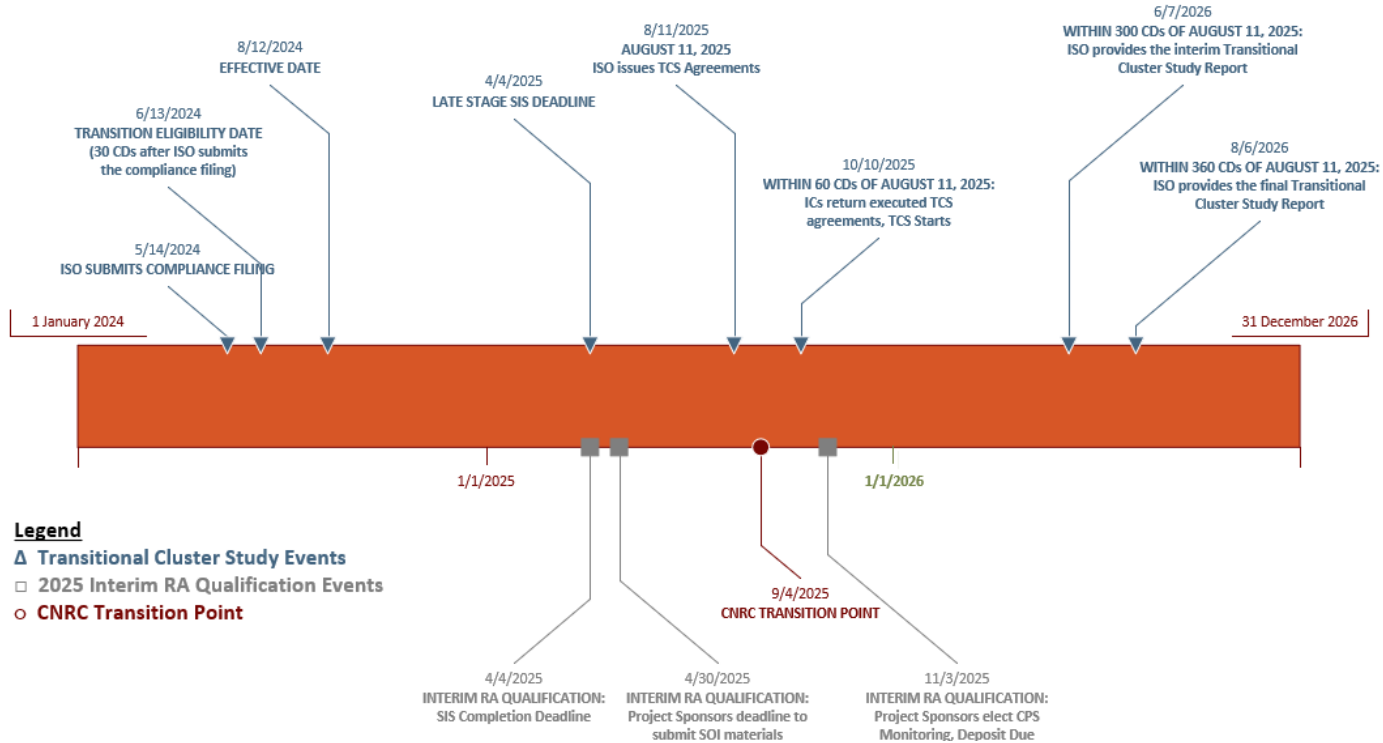 6/7/2026
WITHIN 300 CDs OF AUGUST 11, 2025:
ISO provides the interim Transitional
Cluster Study Report
8/11/2025
AUGUST 11, 2025
ISO issues TCS Agreements
8/12/2024
EFFECTIVE DATE
4/4/2025
LATE STAGE SIS DEADLINE
6/13/2024
TRANSITION ELIGIBILITY DATE
(30 CDs after ISO submits
the compliance filing)
8/6/2026
WITHIN 360 CDs OF AUGUST 11, 2025:
ISO provides the final Transitional
Cluster Study Report
10/10/2025
WITHIN 60 CDs OF AUGUST 11, 2025:
ICs return executed TCS
agreements, TCS Starts
5/14/2024
ISO SUBMITS COMPLIANCE FILING
1 January 2024
31 December 2026
1/1/2025
1/1/2026
Legend
Δ Transitional Cluster Study Events
□ 2025 Interim RA Qualification Events
○ CNRC Transition Point
9/4/2025
CNRC TRANSITION POINT
4/4/2025
INTERIM RA QUALIFICATION:
SIS Completion Deadline
4/30/2025
INTERIM RA QUALIFICATION:
Project Sponsors deadline to
submit SOI materials
11/3/2025
INTERIM RA QUALIFICATION:
Project Sponsors elect CPS
Monitoring, Deposit Due